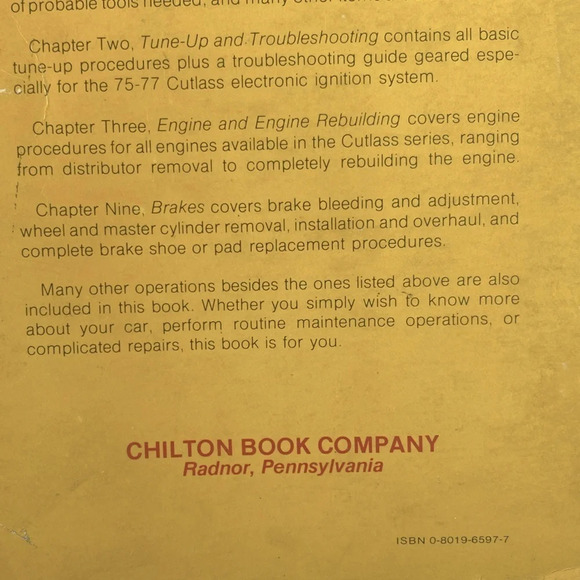 of probable tools needed, and many other
Chapter Two, Tune-Up and Troubleshooting contains all basic
tune-up procedures plus a troubleshooting guide geared espe-
cially for the 75-77 Cutlass electronic ignition system.
Chapter Three, Engine and Engine Rebuilding covers engine
procedures for all engines available in the Cutlass series, ranging
from distributor removal to completely rebuilding the engine.
Chapter Nine, Brakes covers brake bleeding and adjustment,
wheel and master cylinder removal, installation and overhaul, and
complete brake shoe or pad replacement procedures.
Many other operations besides the ones listed above are also
included in this book. Whether you simply wish to know more
about your car, perform routine maintenance operations, or
complicated repairs, this book is for you.
CHILTON BOOK COMPANY
Radnor, Pennsylvania
ISBN 0-8019-6597-7